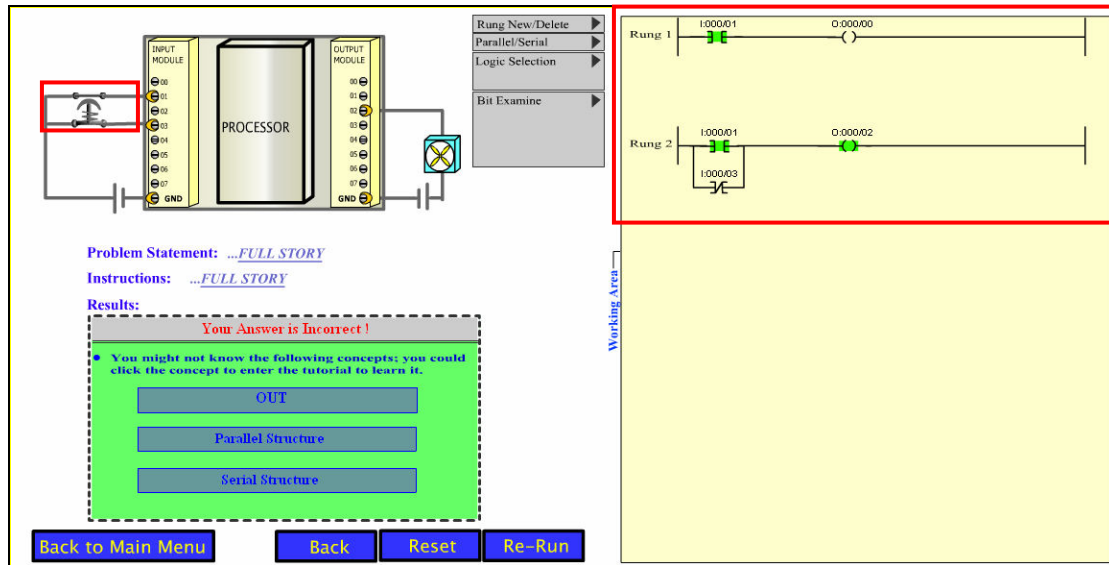 INPUT
MODULE
00
01
02
03
04
05
06
07
GND
PROCESSOR
OUTPUT
MODULE
00
01
02
03
04
05
06
07
GND
Rung New/Delete
Parallel/Serial
Logic Selection
Bit Examine
Problem Statement: ...FULL STORY
Instructions: ...FULL STORY
Results:
Your Answer is Incorrect !
You might not know the following concepts; you could
click the concept to enter the tutorial to learn it.
OUT
Parallel Structure
Serial Structure
Back to Main Menu
Back
Reset
Re-Run
Working Area
Rung 1
I:000/01
O:000/00
Rung 2
I:000/01
O:000/02
I:000/03